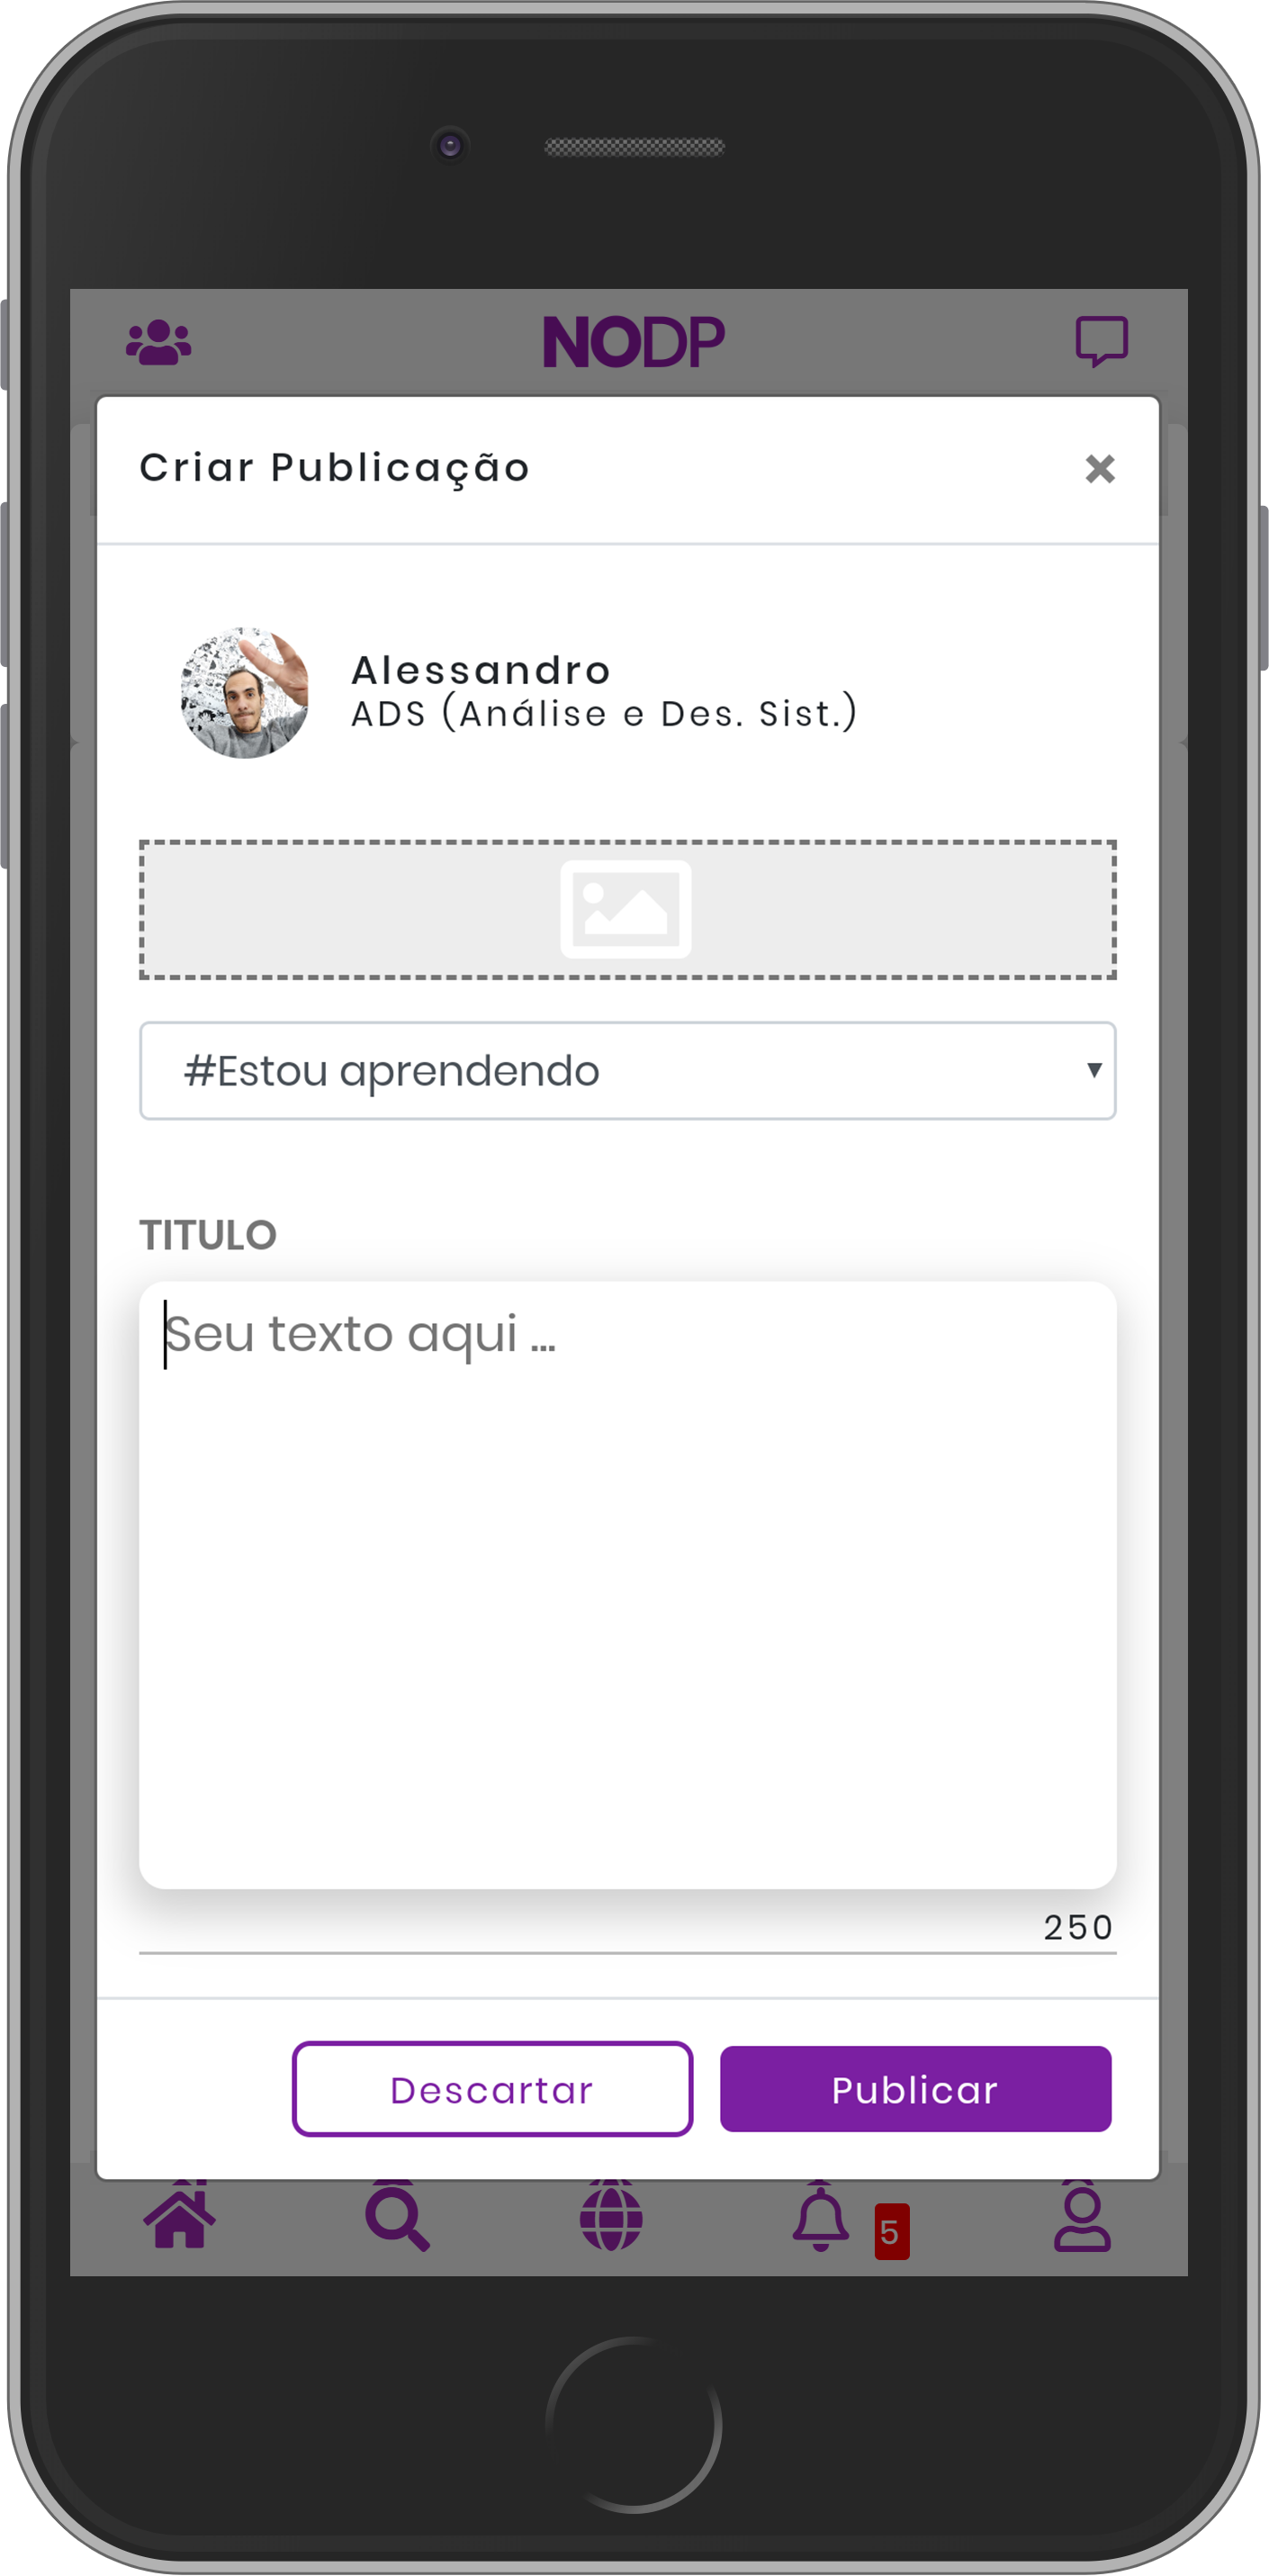 NODP
Criar Publicação
Alessandro
ADS (Análise e Des. Sist.)
#Estou aprendendo
TITULO
Seu texto aqui ...
250
Descartar
Publicar
5